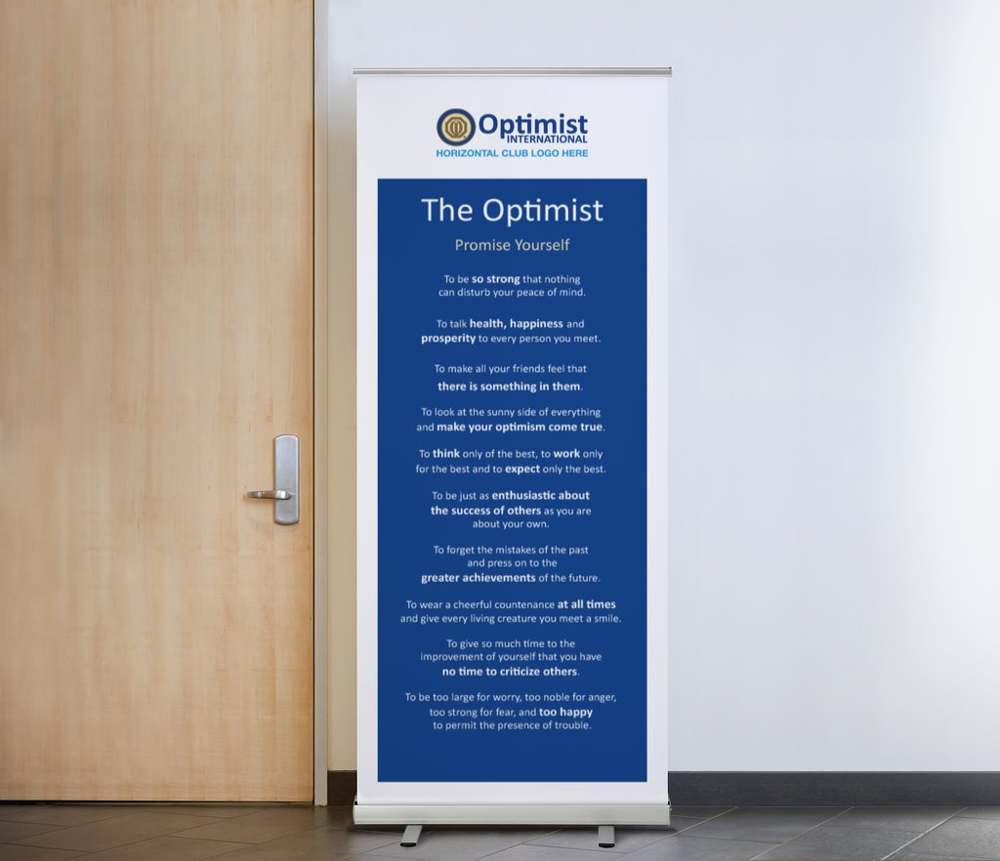 Optimist
INTERNATIONAL
HORIZONTAL CLUB LOGO HERE
The Optimist
Promise Yourself
To be so strong that nothing
can disturb your peace of mind.
To talk health, happiness and
prosperity to every person you meet.
To make all your friends feel that
there is something in them.
To look at the sunny side of everything
and make your optimism come true.
To think only of the best, to work only
for the best and to expect only the best.
To be just as enthusiastic about
the success of others as you are
about your own.
To forget the mistakes of the past
and press on to the
greater achievements of the future.
To wear a cheerful countenance at all times
and give every living creature you meet a smile.
To give so much time to the
improvement of yourself that you have
no time to criticize others.
To be too large for worry, too noble for anger,
too strong for fear, and too happy
to permit the presence of trouble.